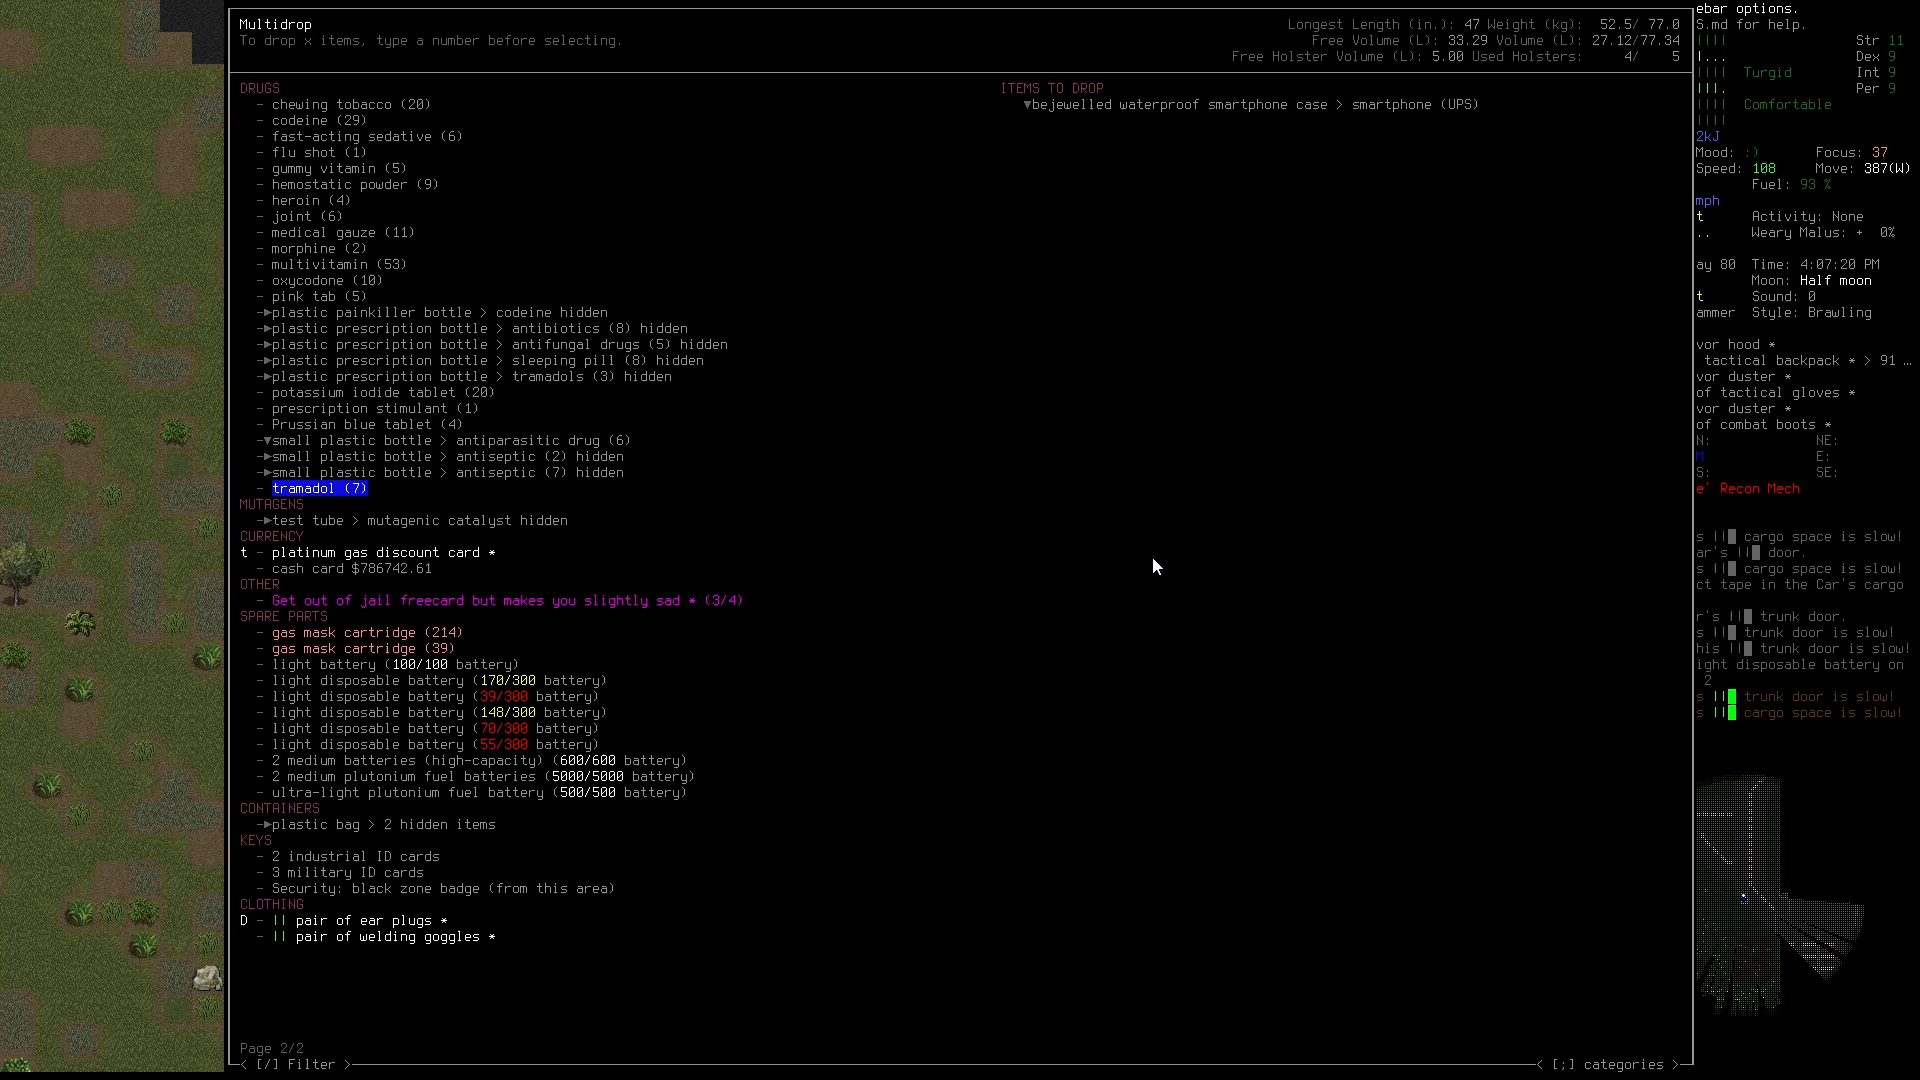 Multidrop
To drop x items, type a number before selecting.
Longest Length (in.): 47 Weight (kg): 52.5/ 77.0
Free Volume (L): 33.29 Volume (L): 27.12/77.34
Free Holster Volume (L): 5.00 Used Holsters: 4/ 5
DRUGS
- chewing tobacco (20)
- codeine (29)
- fast-acting sedative (6)
- flu shot (1)
- gummy vitamin (5)
- hemostatic powder (9)
- heroin (4)
- joint (6)
- medical gauze (11)
- morphine (2)
- multivitamin (53)
- oxycodone (10)
- pink tab (5)
-▶plastic painkiller bottle > codeine hidden
-▶plastic prescription bottle > antibiotics (8) hidden
-▶plastic prescription bottle > antifungal drugs (5) hidden
-▶plastic prescription bottle > sleeping pill (8) hidden
-▶plastic prescription bottle > tramadols (3) hidden
- potassium iodide tablet (20)
- prescription stimulant (1)
- Prussian blue tablet (4)
-▼small plastic bottle > antiparasitic drug (6)
-▶small plastic bottle > antiseptic (2) hidden
-▶small plastic bottle > antiseptic (7) hidden
- tramadol (7)
MUTAGENS
-▶test tube > mutagenic catalyst hidden
CURRENCY
t - platinum gas discount card *
- cash card $786742.61
OTHER
- Get out of jail freecard but makes you slightly sad * (3/4)
SPARE PARTS
- gas mask cartridge (214)
- gas mask cartridge (39)
- light battery (100/100 battery)
- light disposable battery (170/300 battery)
- light disposable battery (39/300 battery)
- light disposable battery (148/300 battery)
- light disposable battery (70/300 battery)
- light disposable battery (55/300 battery)
- 2 medium batteries (high-capacity) (600/600 battery)
- 2 medium plutonium fuel batteries (5000/5000 battery)
- ultra-light plutonium fuel battery (500/500 battery)
CONTAINERS
-▶plastic bag > 2 hidden items
KEYS
- 2 industrial ID cards
- 3 military ID cards
- Security: black zone badge (from this area)
CLOTHING
D - || pair of ear plugs *
- || pair of welding goggles *
Page 2/2
< [/] Filter >
ITEMS TO DROP
▼bejewelled waterproof smartphone case > smartphone (UPS)
< [;] categories >
ebar options.
S.md for help.
|||| Str 11
|... Dex 9
|||| Turgid Int 9
|||. Per 9
|||| Comfortable
||||
2kJ
Mood: :) Focus: 37
Speed: 108 Move: 387(W)
Fuel: 93 %
mph
t Activity: None
.. Weary Malus: + 0%
ay 80 Time: 4:07:20 PM
Moon: Half moon
t Sound: 0
ammer Style: Brawling
vor hood *
tactical backpack * > 91 …
vor duster *
of tactical gloves *
vor duster *
of combat boots *
N: NE:
M E:
S: SE:
e' Recon Mech
s || cargo space is slow!
ar's || door.
s || cargo space is slow!
ct tape in the Car's cargo
r's || trunk door.
s || trunk door is slow!
his || trunk door is slow!
ight disposable battery on
2
s || trunk door is slow!
s || cargo space is slow!